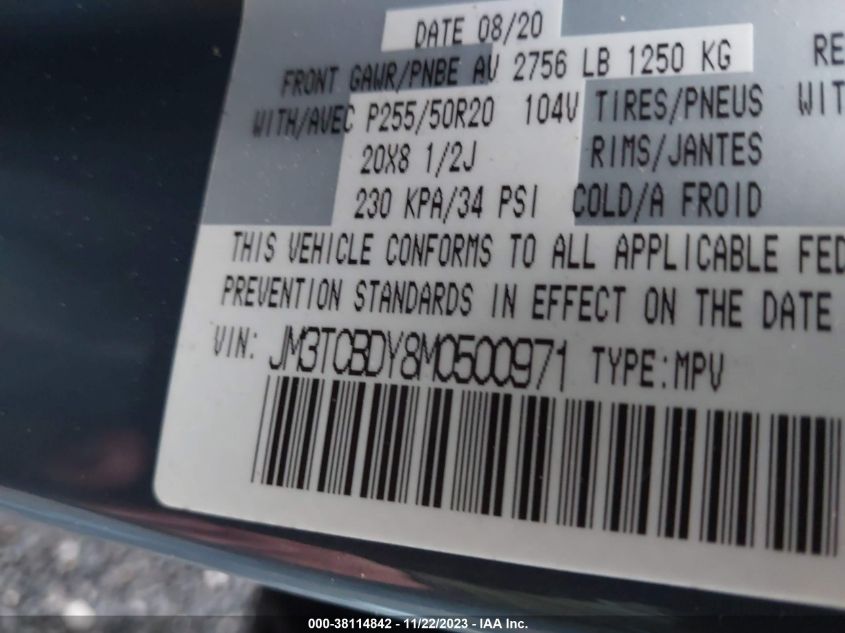 DATE 08/20
FRONT GAWR/PNBE AV 2756 LB 1250 KG RE
WITH/AVEC P255/50R20 104V TIRES/PNEUS WIT
20X8 1/2J RIMS/JANTES
230 KPA/34 PSI COLD/A FROID
THIS VEHICLE CONFORMS TO ALL APPLICABLE FED
PREVENTION STANDARDS IN EFFECT ON THE DATE
VIN: JM3TCBDY8M0500971 TYPE:MPV
000-38114842 - 11/22/2023 - IAA Inc.